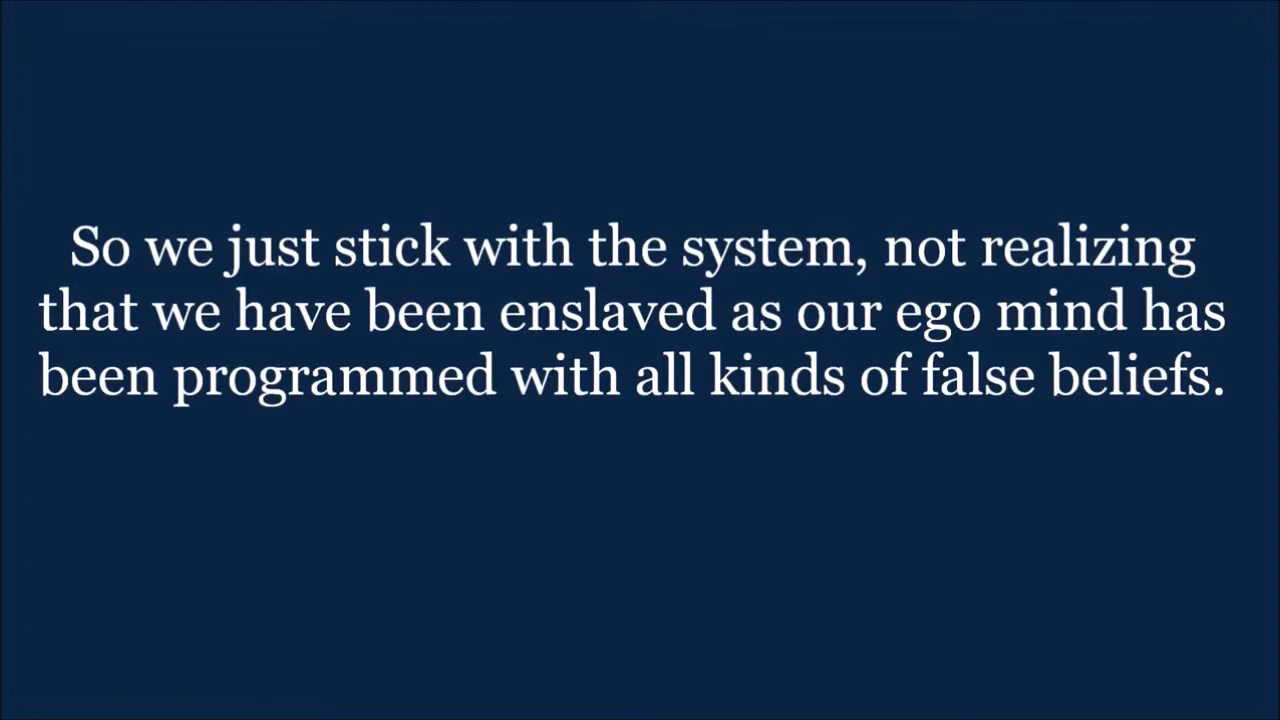 So we just stick with the system, not realizing
that we have been enslaved as our ego mind has
been programmed with all kinds of false beliefs.